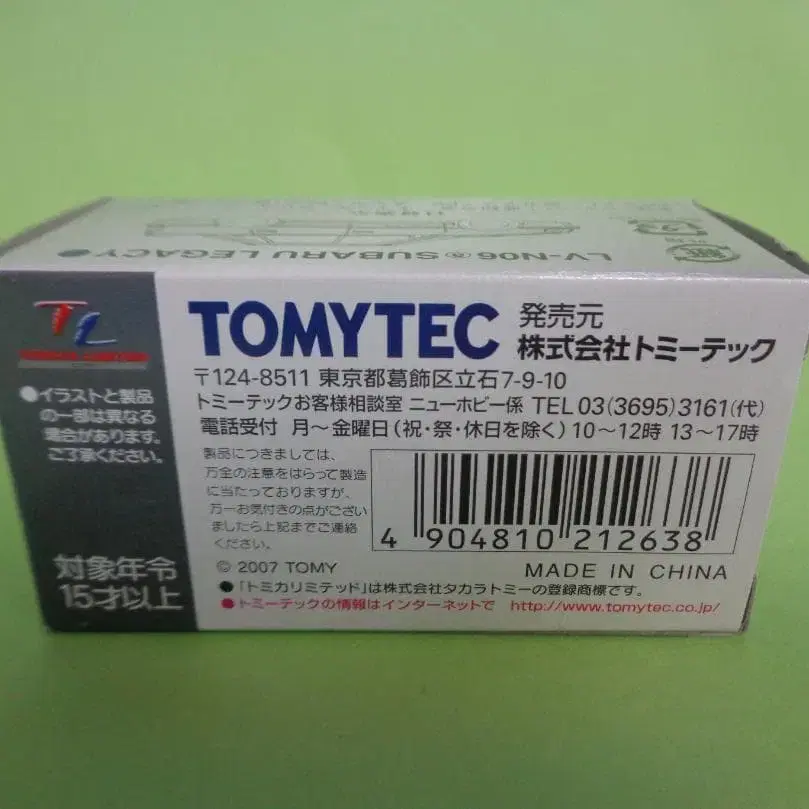 LV-N06ⓐSUBARU LEGACY●
TL
●イラストと製品
の一部は異なる
場合があります。
ご了承ください。
対象年令
15才以上
TOMYTEC 発売元
株式会社トミーテック
〒124-8511 東京都葛飾区立石7-9-10
トミーテックお客様相談室 ニューホビー係 TEL 03(3695)3161(代)
電話受付 月〜金曜日(祝・祭・休日を除く)10〜12時 13〜17時
製品につきましては、
万全の注意をはらって製造
に当たっておりますが、
万一お気付きの点がござい
ましたら上記までご連絡
ください。
4 904810 212638
© 2007 TOMY MADE IN CHINA
●「トミカリミテッド」は株式会社タカラトミーの登録商標です。
●トミーテックの情報はインターネットで http://www.tomytec.co.jp/